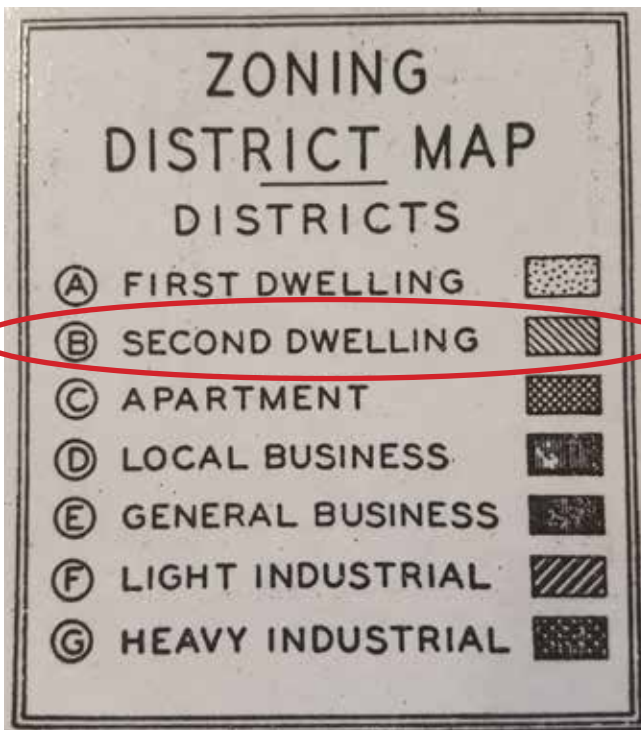 ZONING
DISTRICT MAP
DISTRICTS
A FIRST DWELLING
B SECOND DWELLING
C APARTMENT
D LOCAL BUSINESS
E GENERAL BUSINESS
F LIGHT INDUSTRIAL
G HEAVY INDUSTRIAL